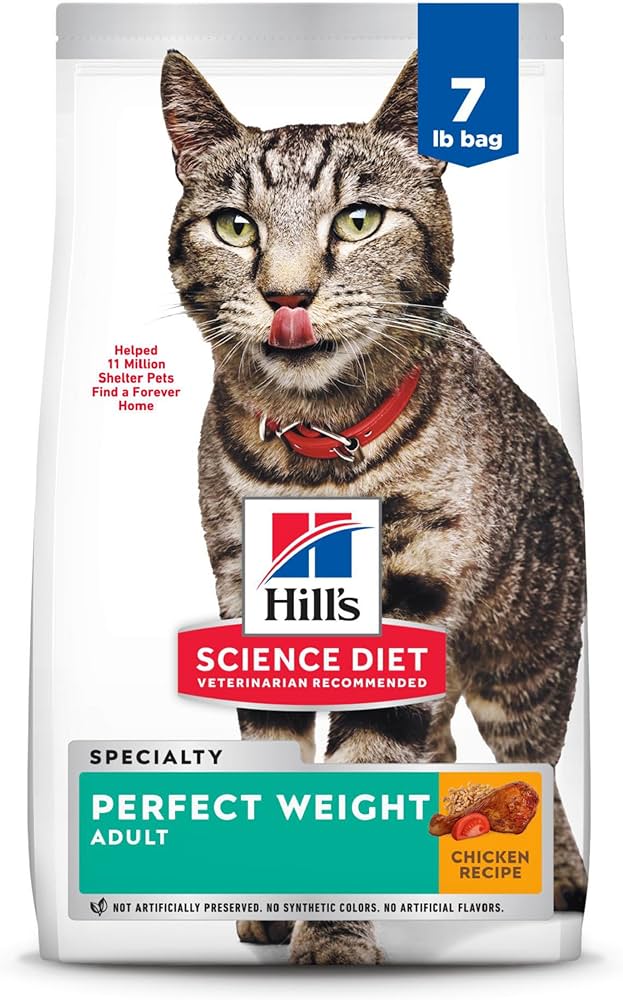 7
lb bag
Helped
11 Million
Shelter Pets
Find a Forever
Home
Hill's
SCIENCE DIET
VETERINARIAN RECOMMENDED
SPECIALTY
PERFECT WEIGHT
ADULT
CHICKEN
RECIPE
NOT ARTIFICIALLY PRESERVED. NO SYNTHETIC COLORS. NO ARTIFICIAL FLAVORS.